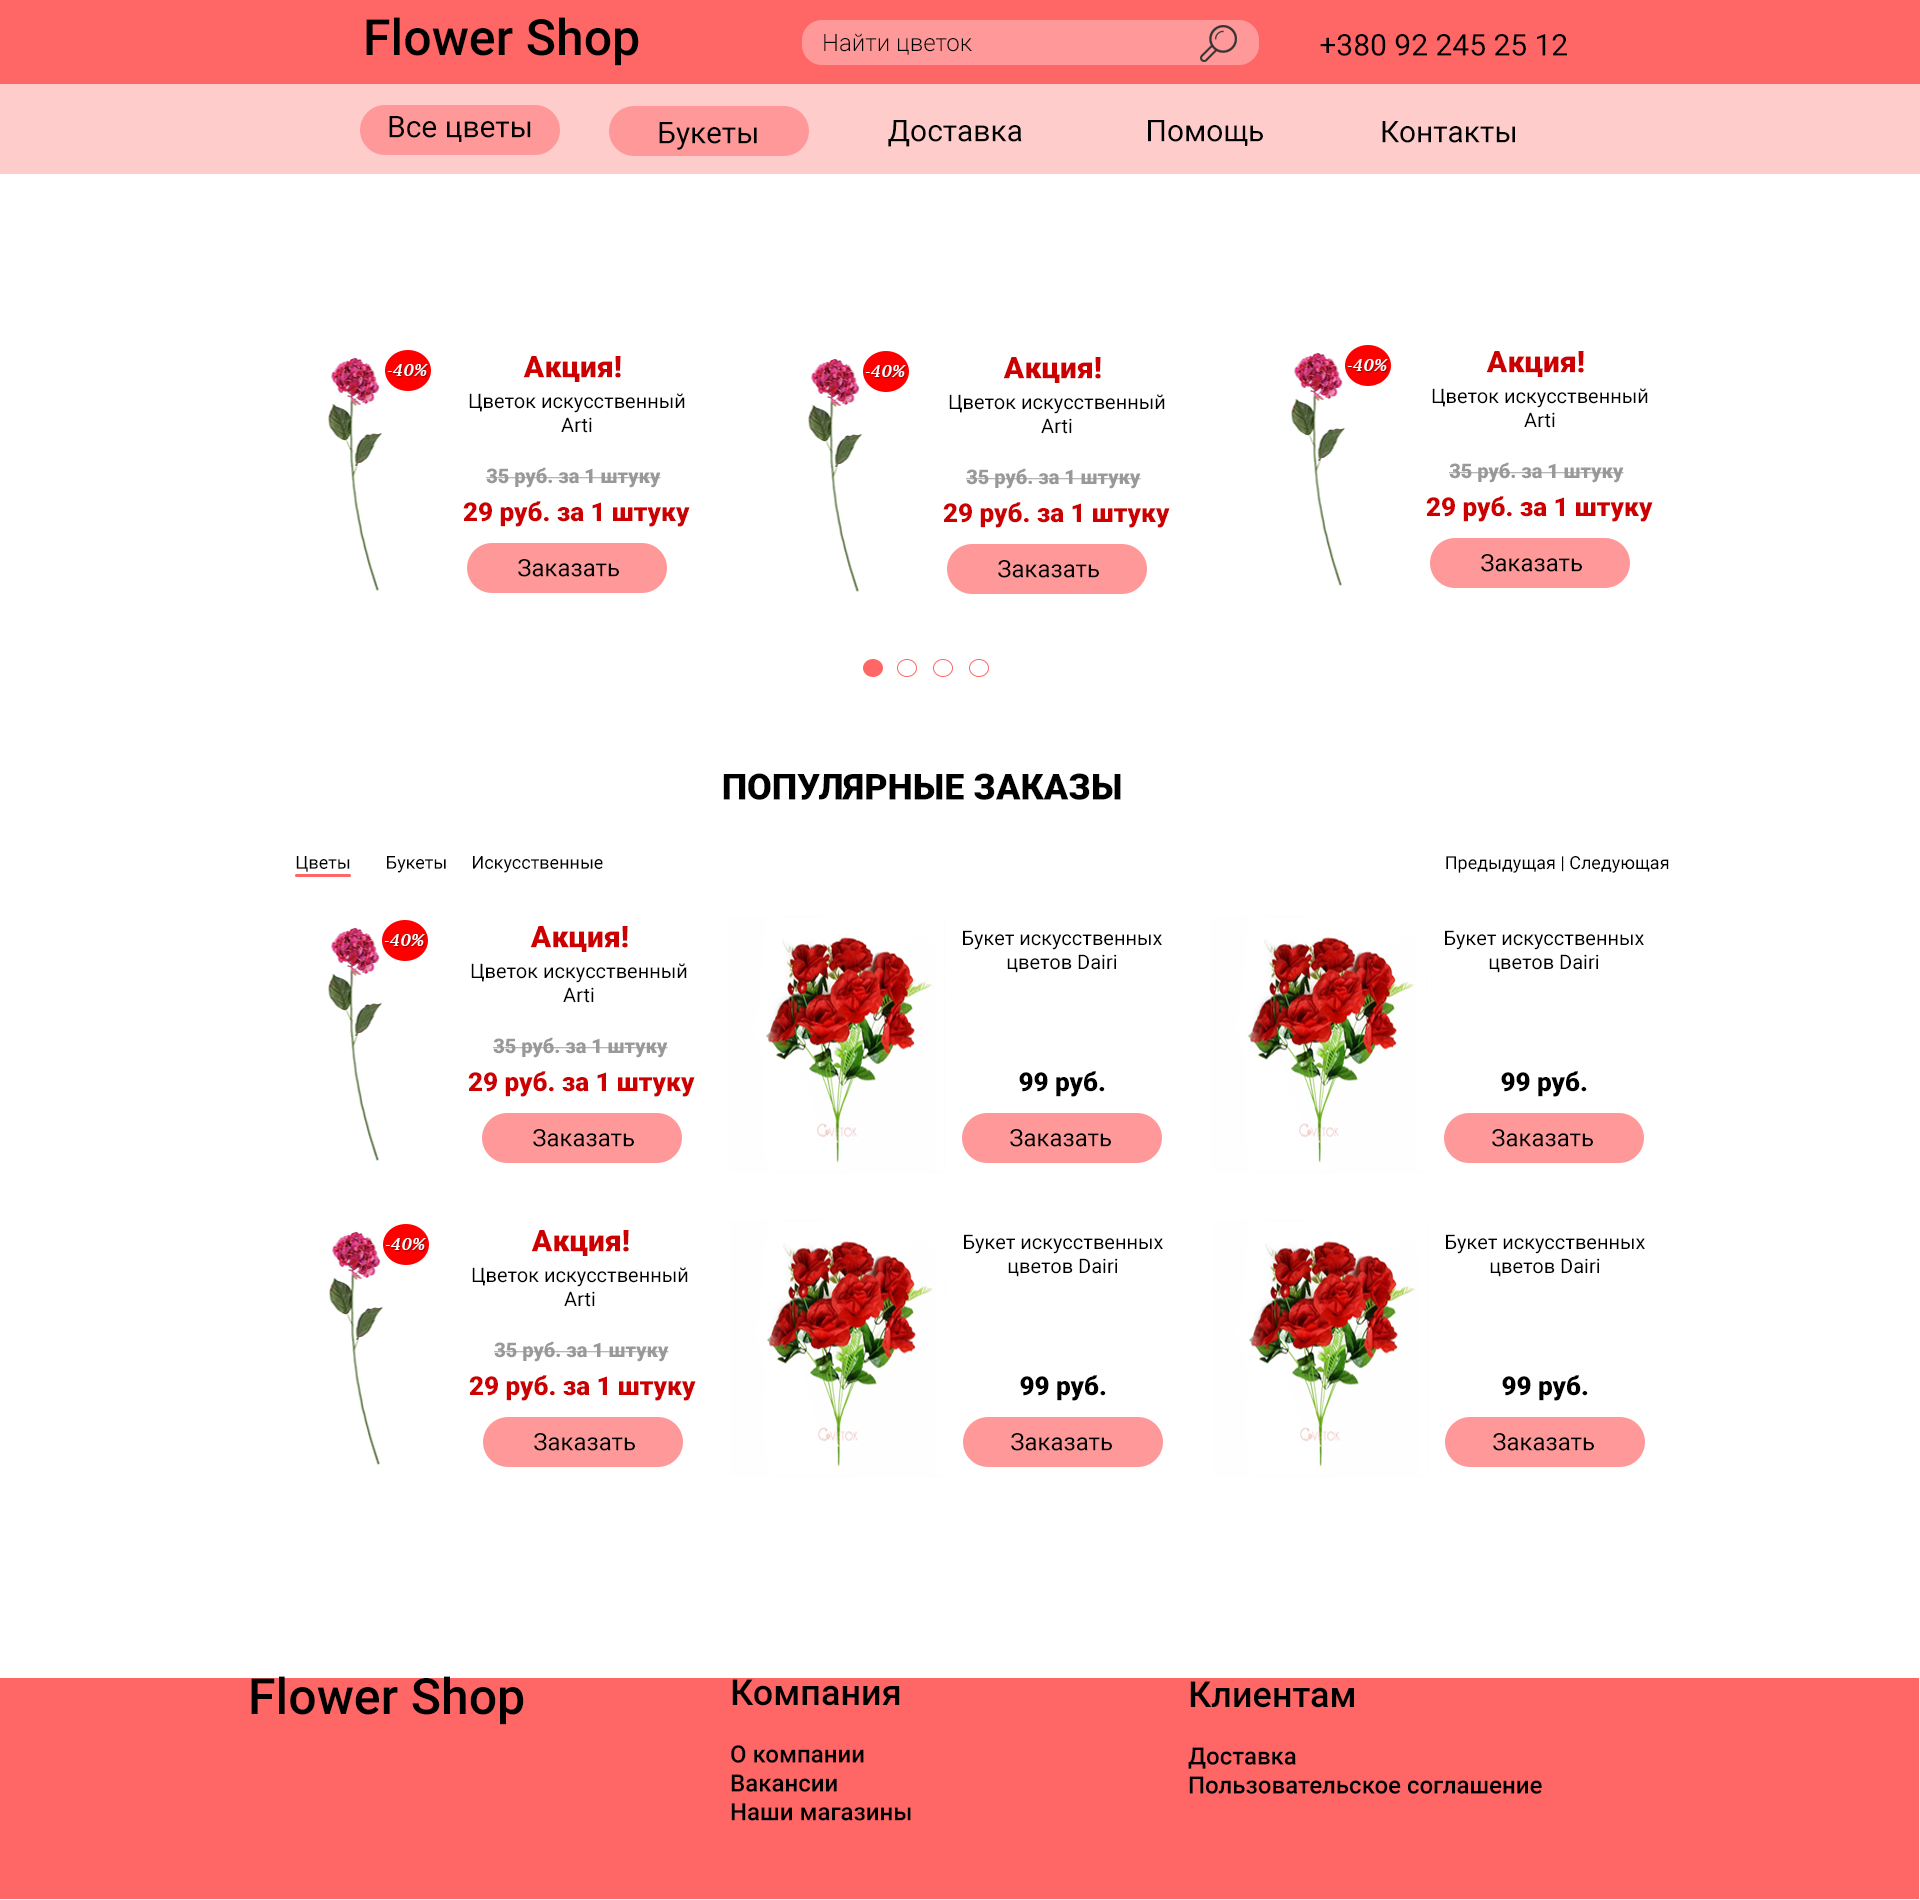 Flower Shop
Найти цветок
+380 92 245 25 12
Все цветы
Букеты
Доставка
Помощь
Контакты
-40%
Акция!
Цветок искусственный
Arti
35 руб. за 1 штуку
29 руб. за 1 штуку
Заказать
-40%
Акция!
Цветок искусственный
Arti
35 руб. за 1 штуку
29 руб. за 1 штуку
Заказать
-40%
Акция!
Цветок искусственный
Arti
35 руб. за 1 штуку
29 руб. за 1 штуку
Заказать
ПОПУЛЯРНЫЕ ЗАКАЗЫ
Цветы
Букеты
Искусственные
Предыдущая | Следующая
-40%
Акция!
Цветок искусственный
Arti
35 руб. за 1 штуку
29 руб. за 1 штуку
Заказать
Букет искусственных
цветов Dairi
99 руб.
Заказать
Букет искусственных
цветов Dairi
99 руб.
Заказать
-40%
Акция!
Цветок искусственный
Arti
35 руб. за 1 штуку
29 руб. за 1 штуку
Заказать
Букет искусственных
цветов Dairi
99 руб.
Заказать
Букет искусственных
цветов Dairi
99 руб.
Заказать
Flower Shop
Компания
О компании
Вакансии
Наши магазины
Клиентам
Доставка
Пользовательское соглашение